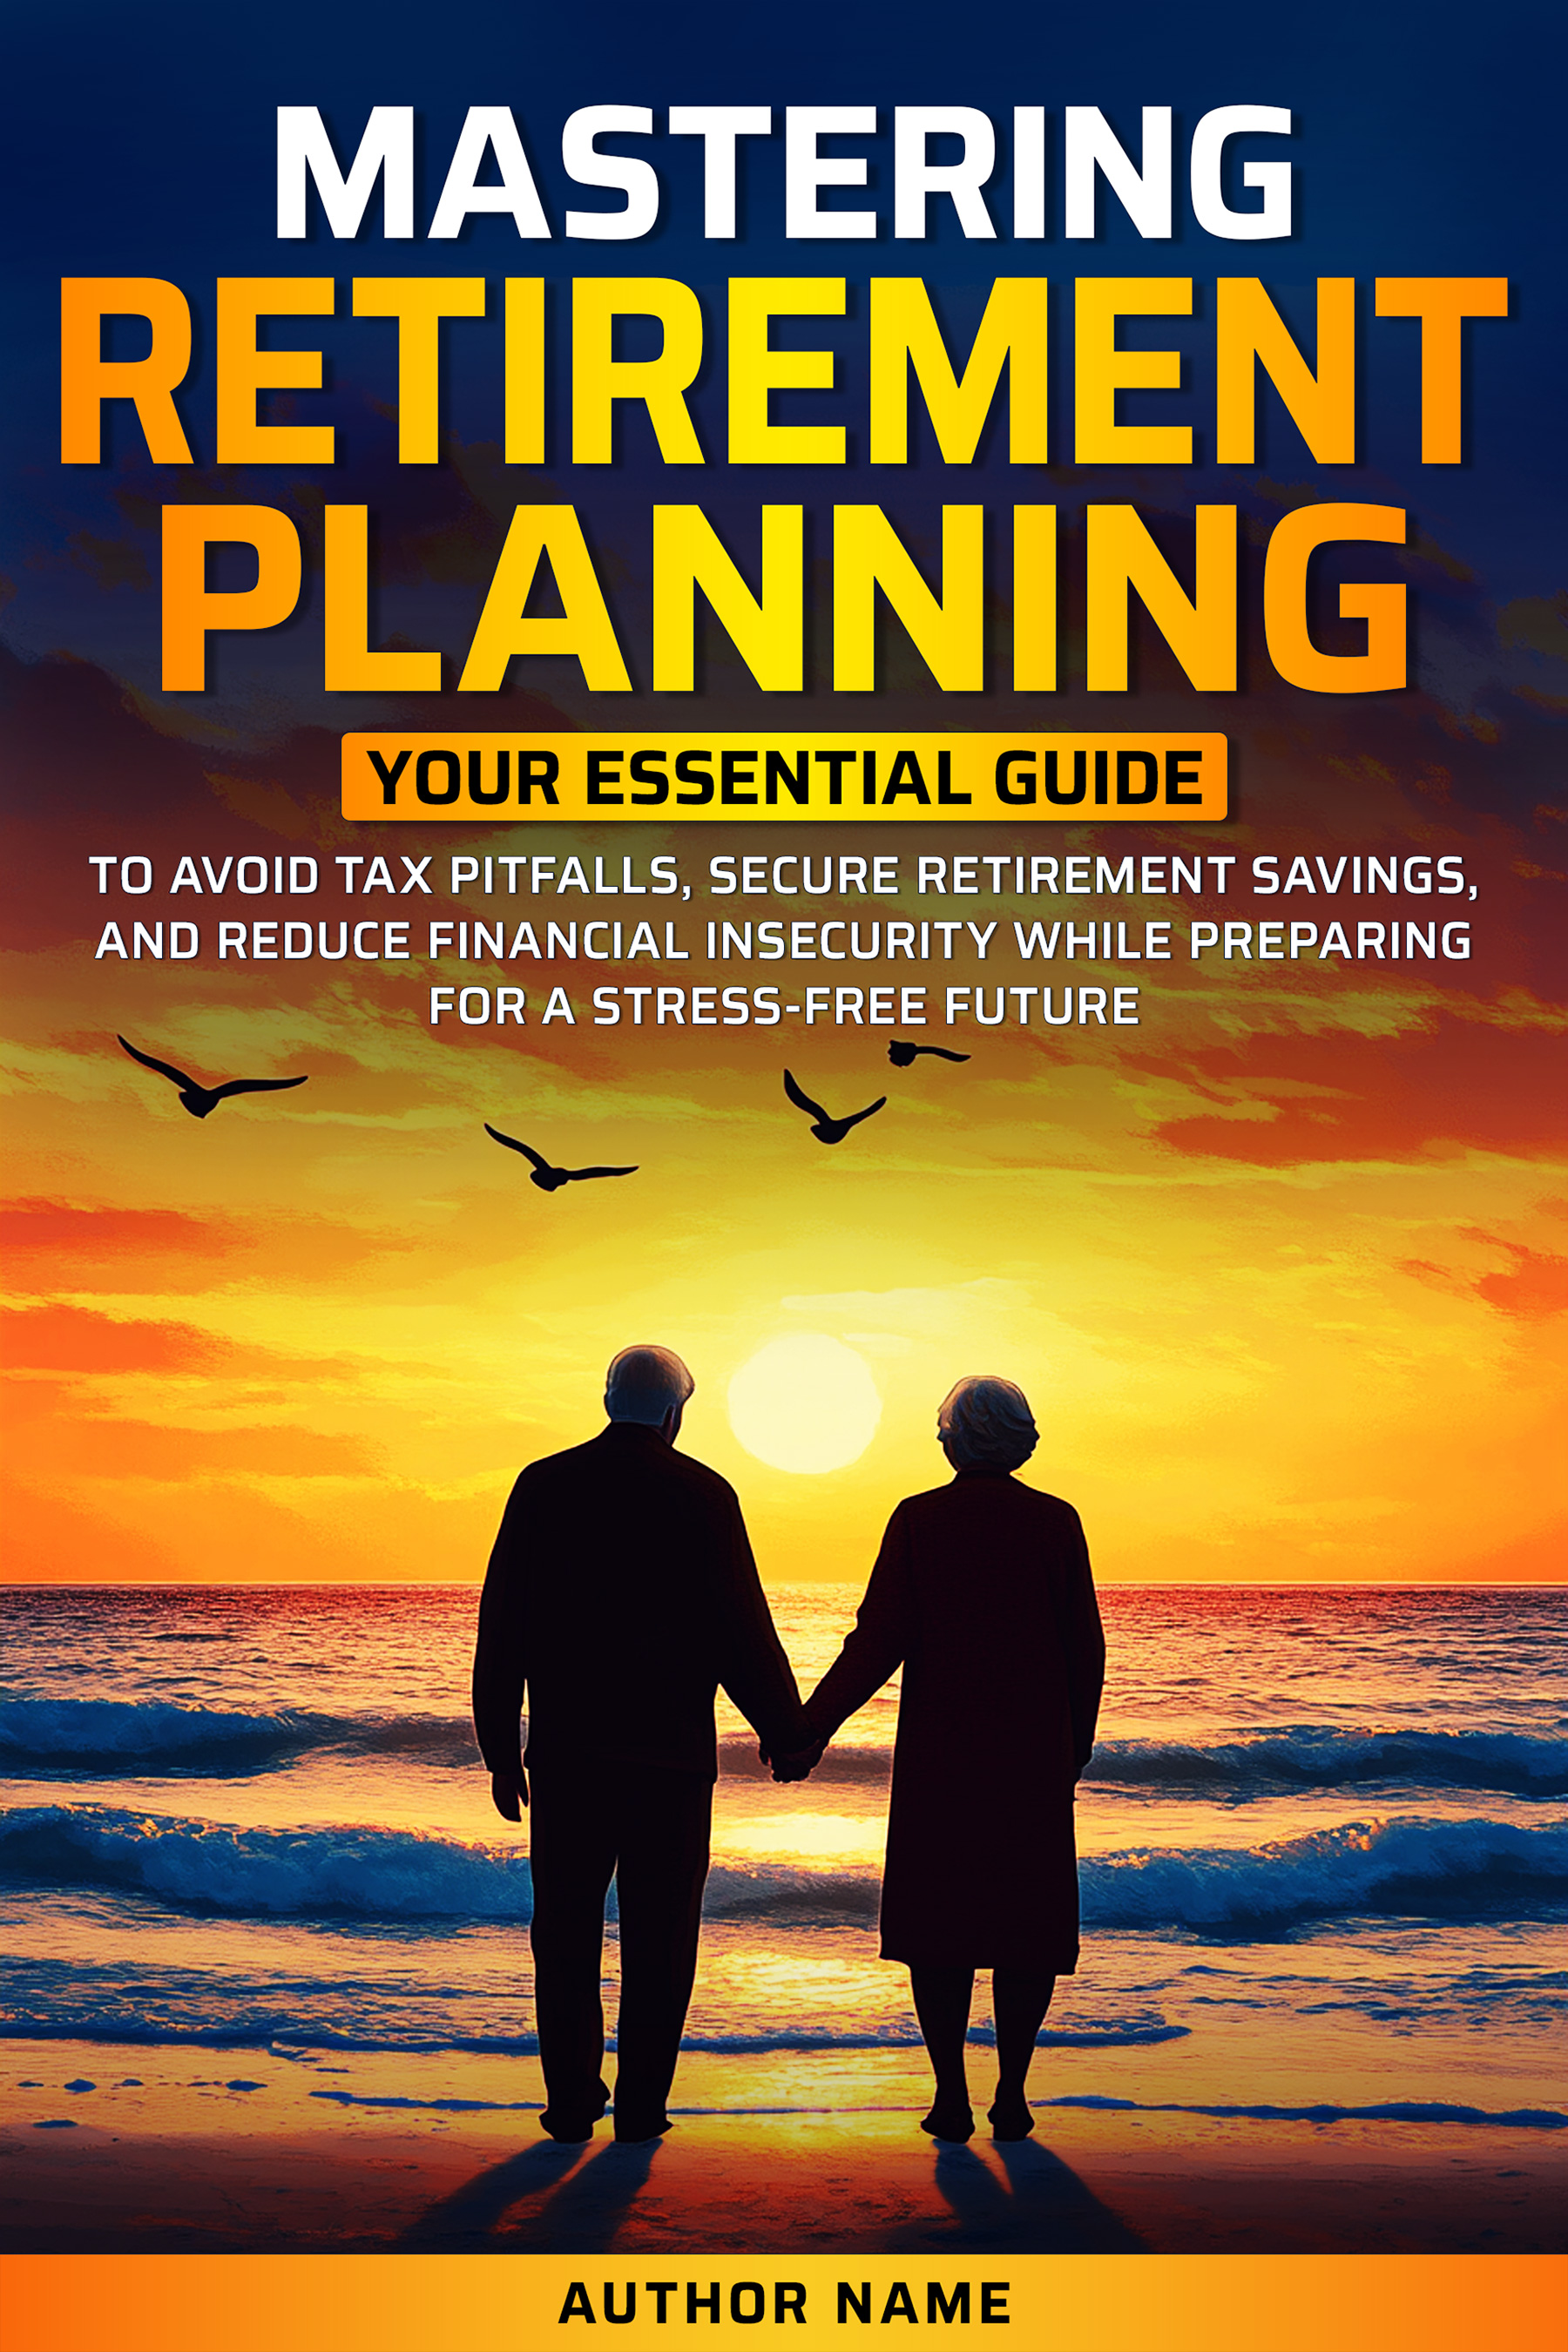 MASTERING
RETIREMENT
PLANNING
YOUR ESSENTIAL GUIDE
TO AVOID TAX PITFALLS, SECURE RETIREMENT SAVINGS,
AND REDUCE FINANCIAL INSECURITY WHILE PREPARING
FOR A STRESS-FREE FUTURE
AUTHOR NAME